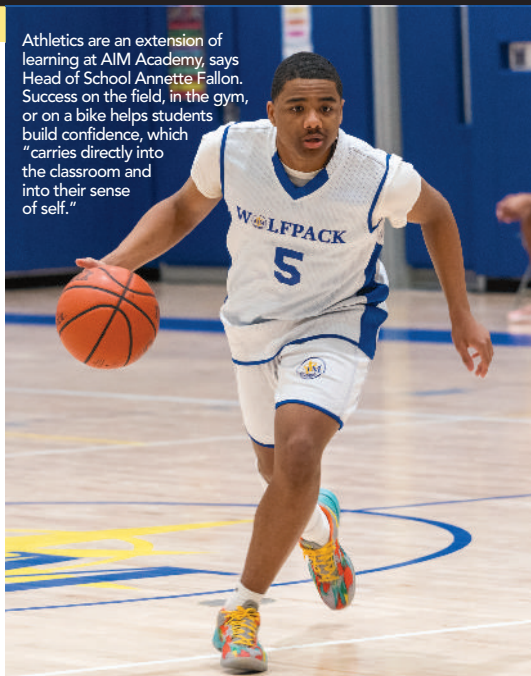 Athletics are an extension of
learning at AIM Academy, says
Head of School Annette Fallon.
Success on the field, in the gym,
or on a bike helps students
build confidence, which
“carries directly into
the classroom and
into their sense
of self.”
WOLFPACK
5
AIM